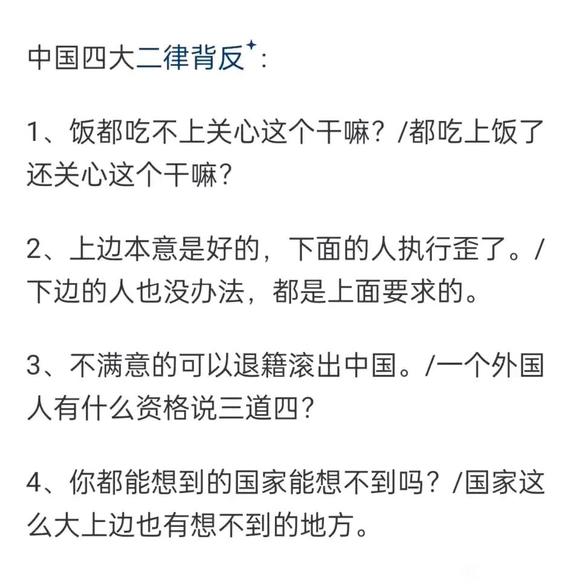 中国四大二律背反:
1、饭都吃不上关心这个干嘛？/都吃上饭了
还关心这个干嘛？
2、上边本意是好的，下面的人执行歪了。/
下边的人也没办法，都是上面要求的。
3、不满意的可以退籍滚出中国。/一个外国
人有什么资格说三道四？
4、你都能想到的国家能想不到吗？/国家这
么大上边也有想不到的地方。